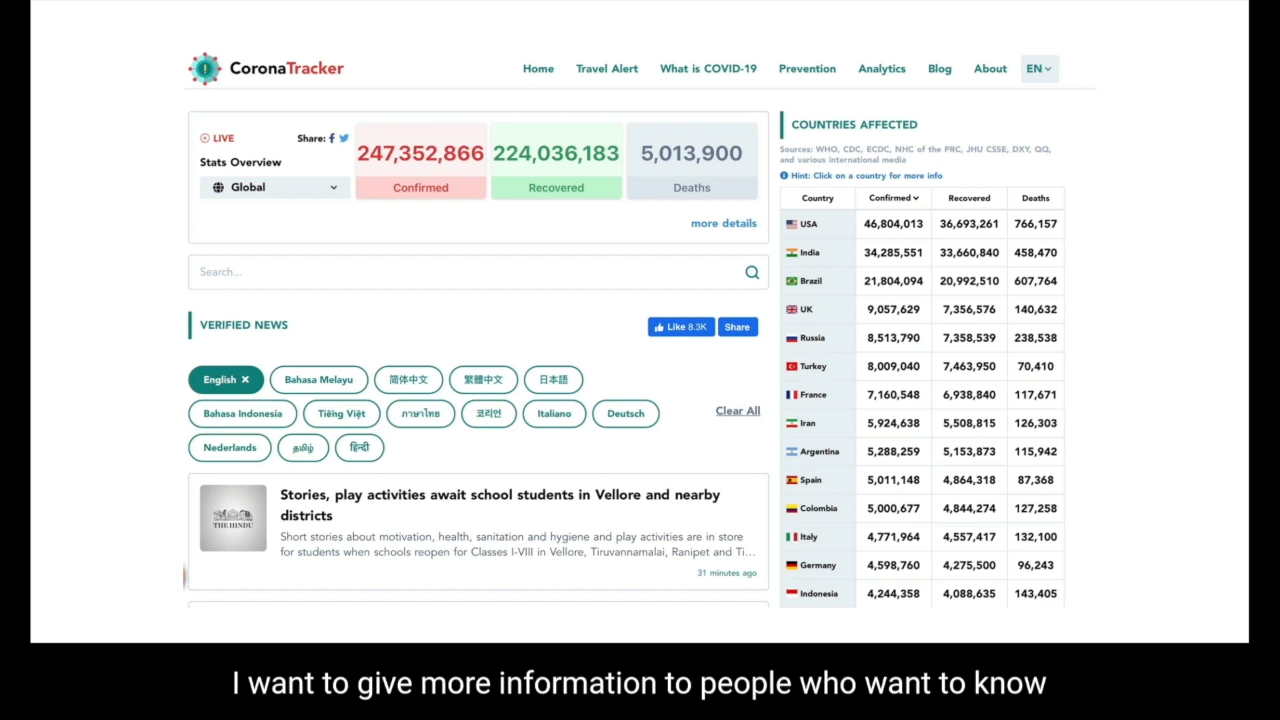 CoronaTracker
Home Travel Alert What is COVID-19 Prevention Analytics Blog About EN
LIVE
Share:
Stats Overview
Global
247,352,866
Confirmed
224,036,183
Recovered
5,013,900
Deaths
more details
Search...
VERIFIED NEWS
Like 8.3K Share
English × Bahasa Melayu 简体中文 繁體中文 日本語
Bahasa Indonesia Tiếng Việt ภาษาไทย 코리언 Italiano Deutsch
Clear All
Nederlands தமிழ் हिन्दी
THE HINDU
Stories, play activities await school students in Vellore and nearby
districts
Short stories about motivation, health, sanitation and hygiene and play activities are in store
for students when schools reopen for Classes I-VIII in Vellore, Tiruvannamalai, Ranipet and Ti...
31 minutes ago
COUNTRIES AFFECTED
Sources: WHO, CDC, ECDC, NHC of the PRC, JHU CSSE, DXY, QQ,
and various international media
Hint: Click on a country for more info
Country Confirmed Recovered Deaths
USA 46,804,013 36,693,261 766,157
India 34,285,551 33,660,840 458,470
Brazil 21,804,094 20,992,510 607,764
UK 9,057,629 7,356,576 140,632
Russia 8,513,790 7,358,539 238,538
Turkey 8,009,040 7,463,950 70,410
France 7,160,548 6,938,840 117,671
Iran 5,924,638 5,508,815 126,303
Argentina 5,288,259 5,153,873 115,942
Spain 5,011,148 4,864,318 87,368
Colombia 5,000,677 4,844,274 127,258
Italy 4,771,964 4,557,417 132,100
Germany 4,598,760 4,275,500 96,243
Indonesia 4,244,358 4,088,635 143,405
I want to give more information to people who want to know